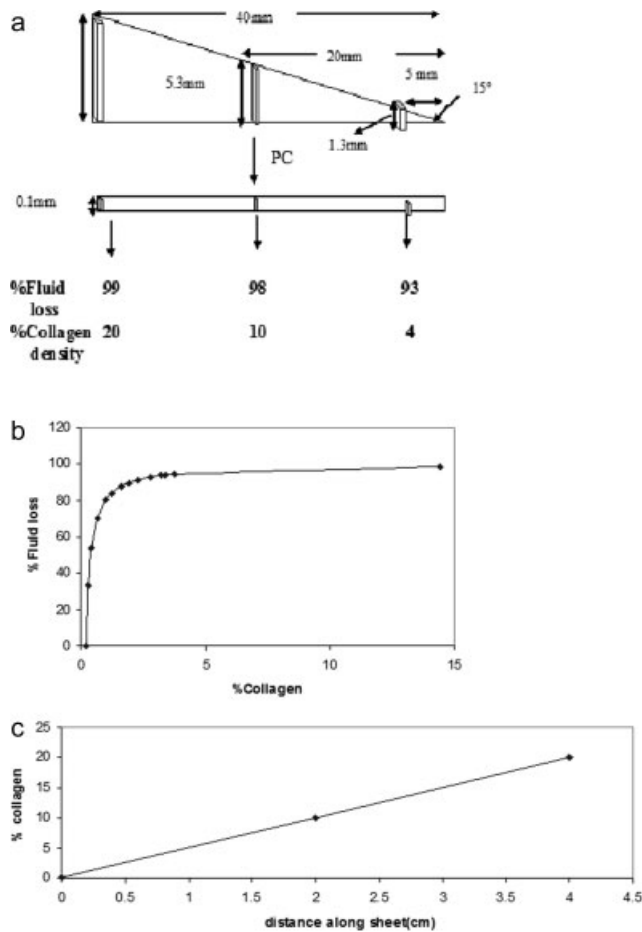 a
40mm
20mm
5 mm
15°
5.3mm
1.3mm
PC
0.1mm
%Fluid loss 99 98 93
%Collagen density 20 10 4
b
120
100
80
60
40
20
0
% Fluid loss
0 5 10 15
%Collagen
c
25
20
15
10
5
0
% collagen
0 0.5 1 1.5 2 2.5 3 3.5 4 4.5
distance along sheet(cm)